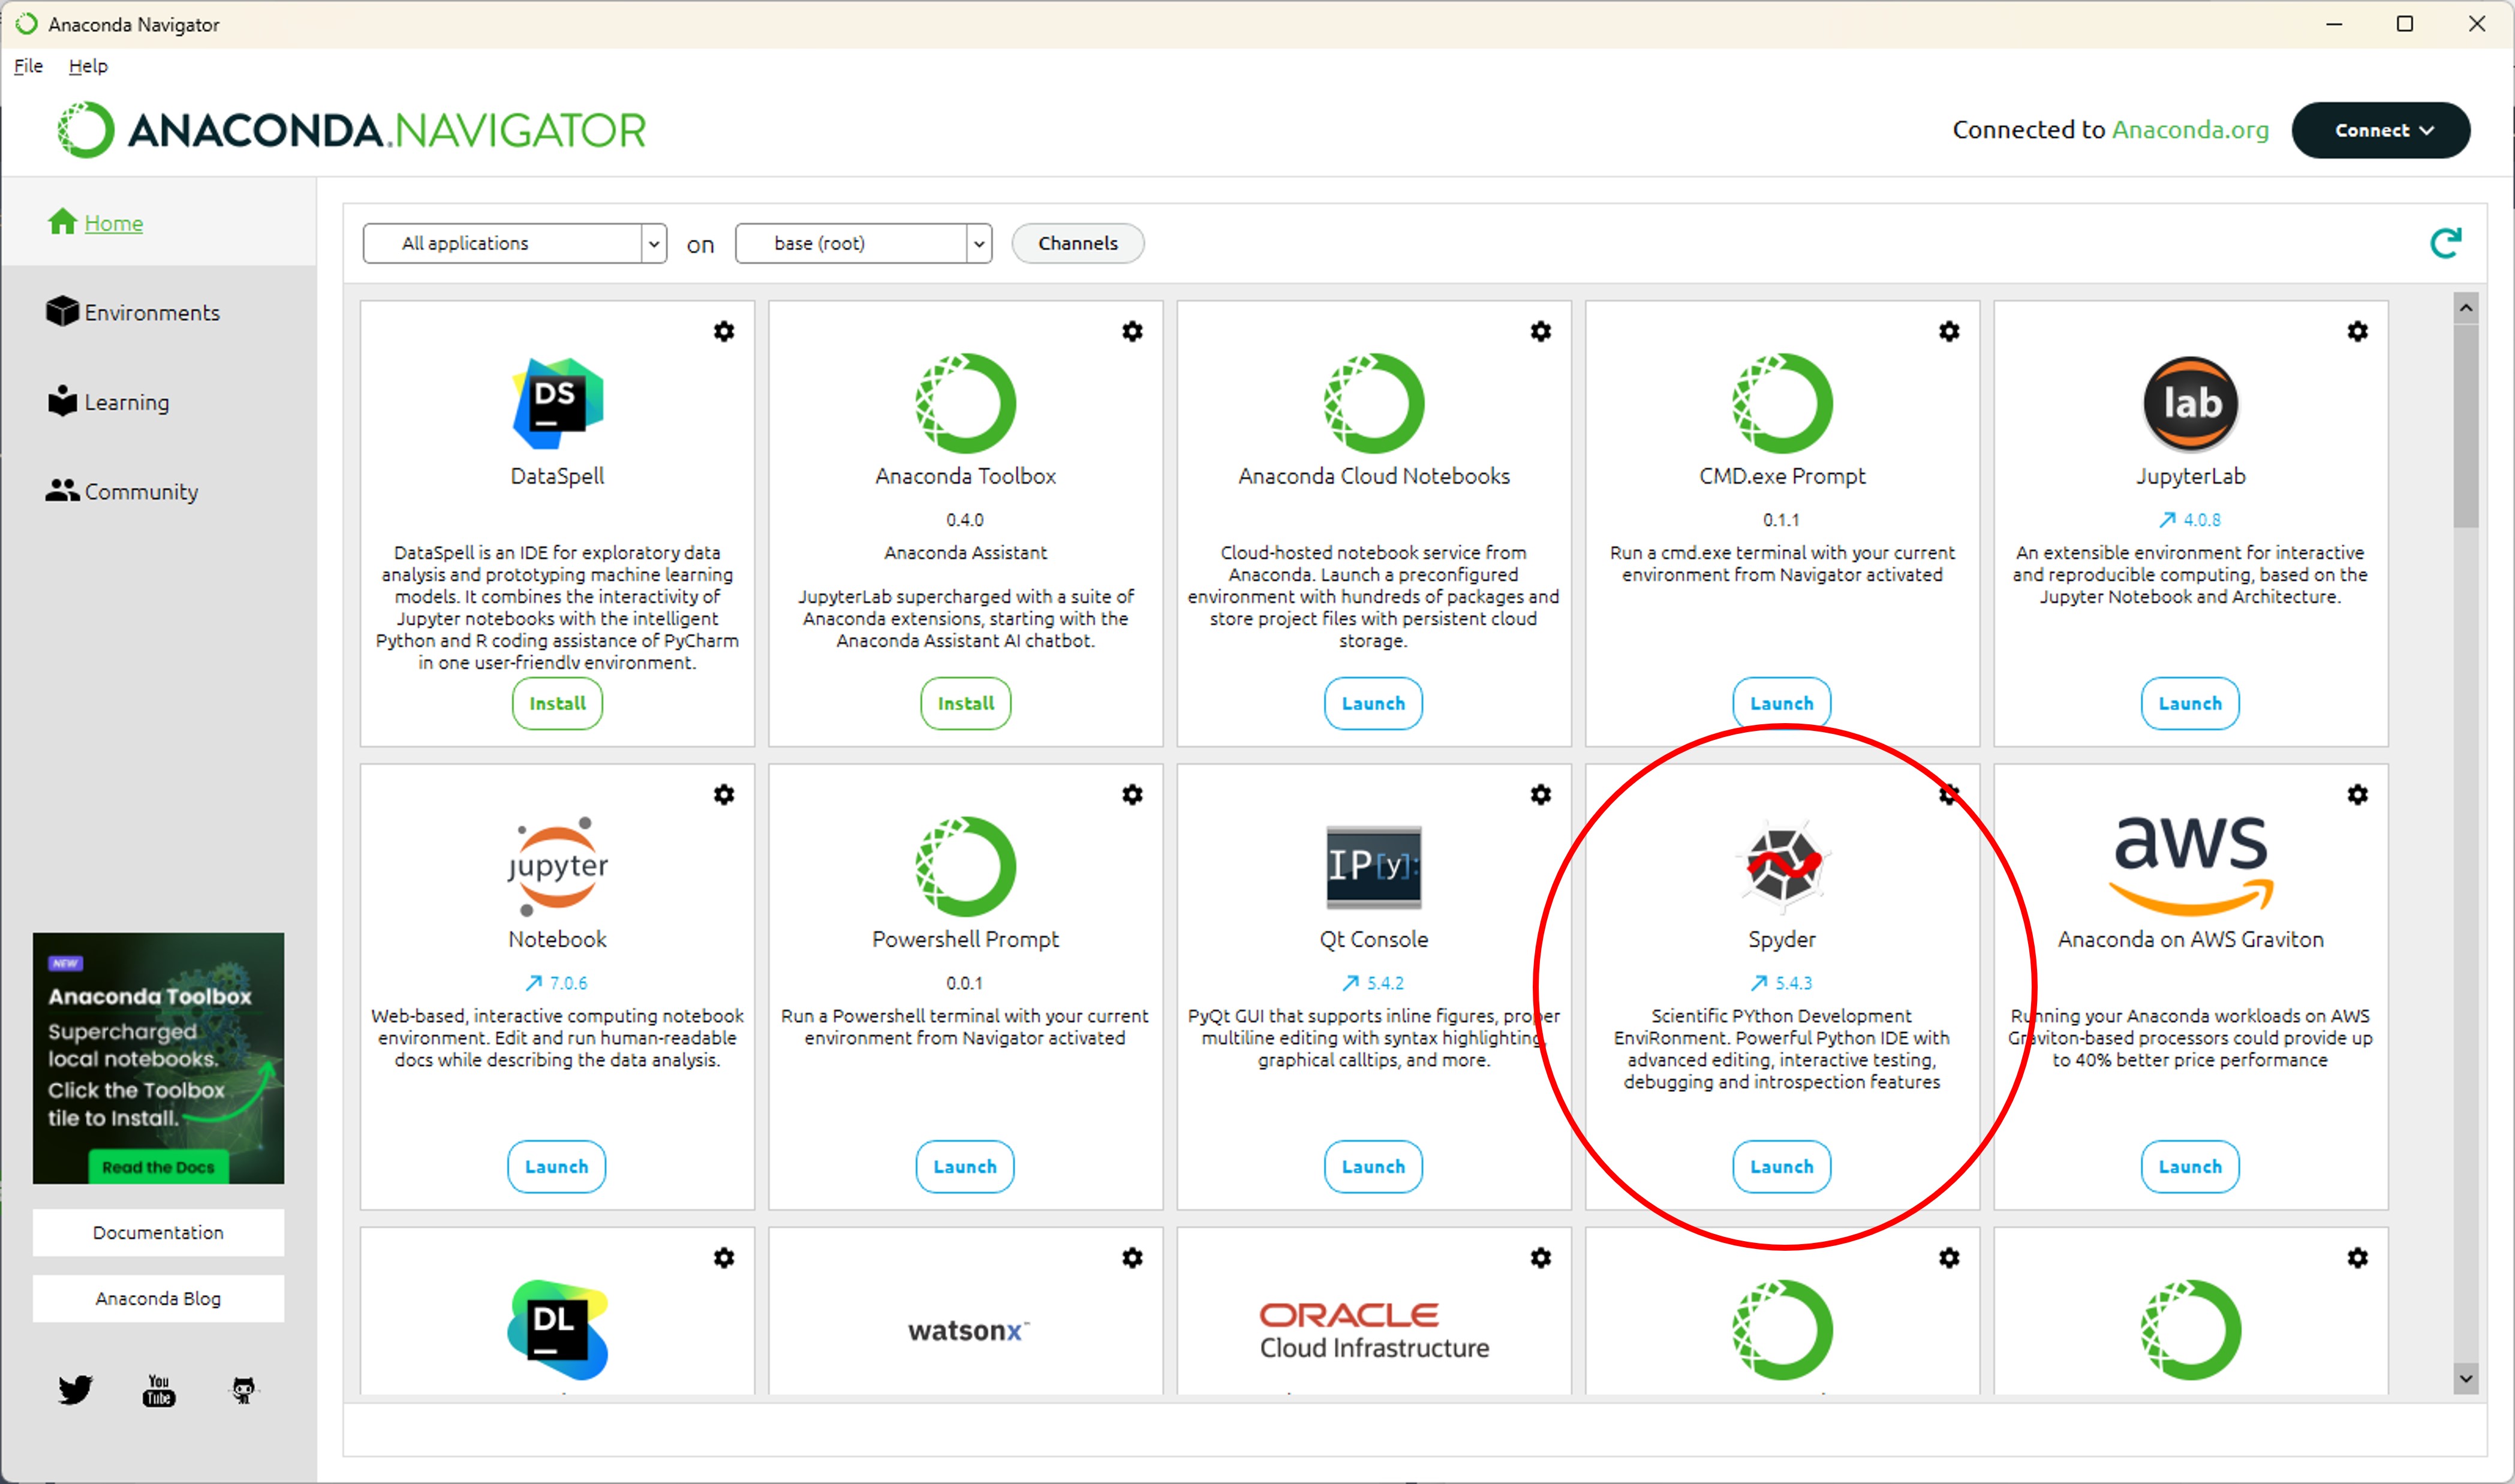 Anaconda Navigator
File Help
ANACONDA.NAVIGATOR
Connected to Anaconda.org
Connect
Home
Environments
Learning
Community
All applications
on
base (root)
Channels
DS
DataSpell
DataSpell is an IDE for exploratory data
analysis and prototyping machine learning
models. It combines the interactivity of
Jupyter notebooks with the intelligent
Python and R coding assistance of PyCharm
in one user-friendly environment.
Install
Anaconda Toolbox
0.4.0
Anaconda Assistant
JupyterLab supercharged with a suite of
Anaconda extensions, starting with the
Anaconda Assistant AI chatbot.
Install
Anaconda Cloud Notebooks
Cloud-hosted notebook service from
Anaconda. Launch a preconfigured
environment with hundreds of packages and
store project files with persistent cloud
storage.
Launch
CMD.exe Prompt
0.1.1
Run a cmd.exe terminal with your current
environment from Navigator activated
Launch
lab
JupyterLab
4.0.8
An extensible environment for interactive
and reproducible computing, based on the
Jupyter Notebook and Architecture.
Launch
jupyter
Notebook
7.0.6
Web-based, interactive computing notebook
environment. Edit and run human-readable
docs while describing the data analysis.
Launch
Powershell Prompt
0.0.1
Run a Powershell terminal with your current
environment from Navigator activated
Launch
IP[y]:
Qt Console
5.4.2
PyQt GUI that supports inline figures, proper
multiline editing with syntax highlighting,
graphical calltips, and more.
Launch
Spyder
5.4.3
Scientific PYthon Development
EnviRonment. Powerful Python IDE with
advanced editing, interactive testing,
debugging and introspection features
Launch
aws
Anaconda on AWS Graviton
Running your Anaconda workloads on AWS
Graviton-based processors could provide up
to 40% better price performance
Launch
DL
watsonx
ORACLE
Cloud Infrastructure
NEW
Anaconda Toolbox
Supercharged
local notebooks.
Click the Toolbox
tile to Install.
Read the Docs
Documentation
Anaconda Blog
You
Tube